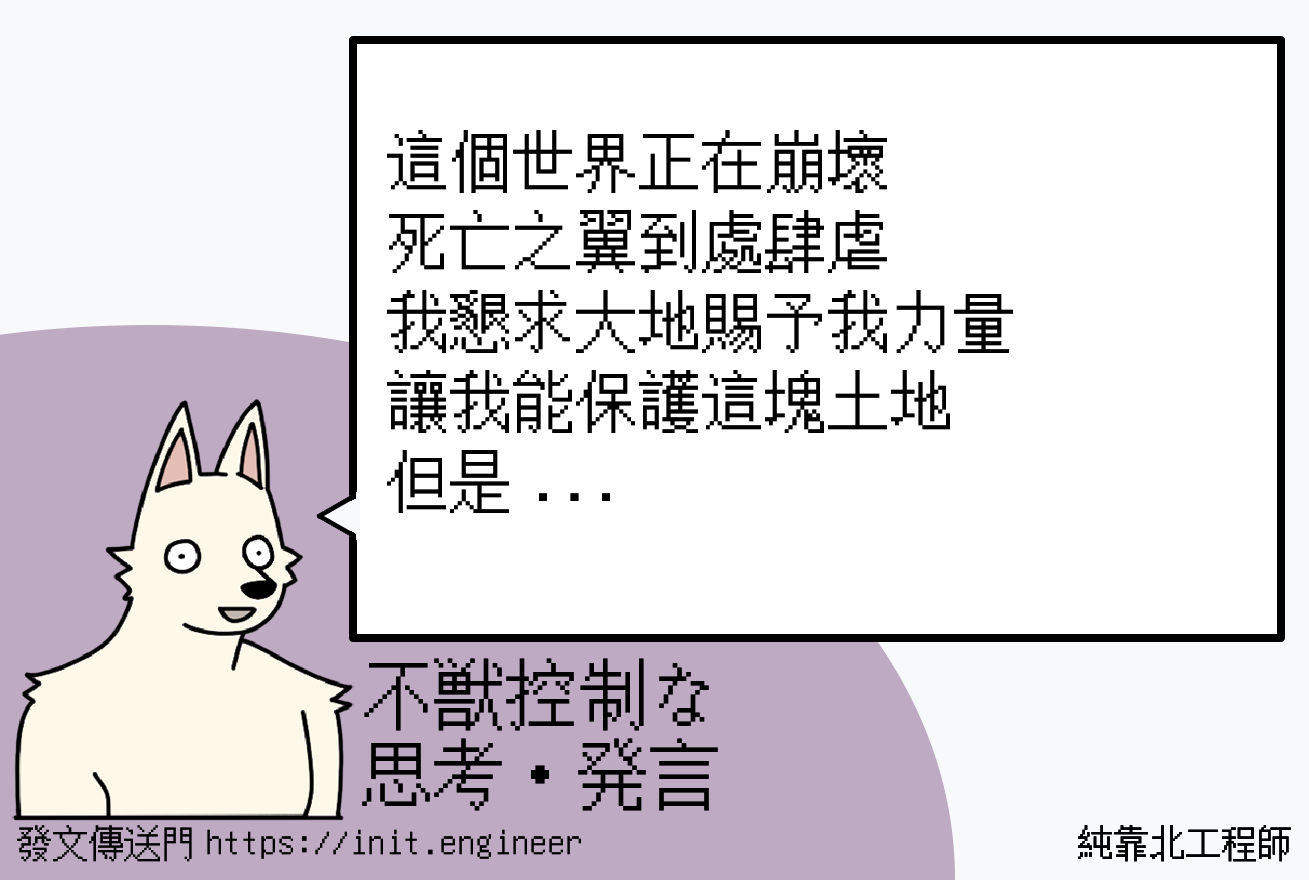 這個世界正在崩壞
死亡之翼到處肆虐
我懇求大地賜予我力量
讓我能保護這塊土地
但是 ...
不獣控制な
思考・発言
發文傳送門 https://init.engineer
純靠北工程師